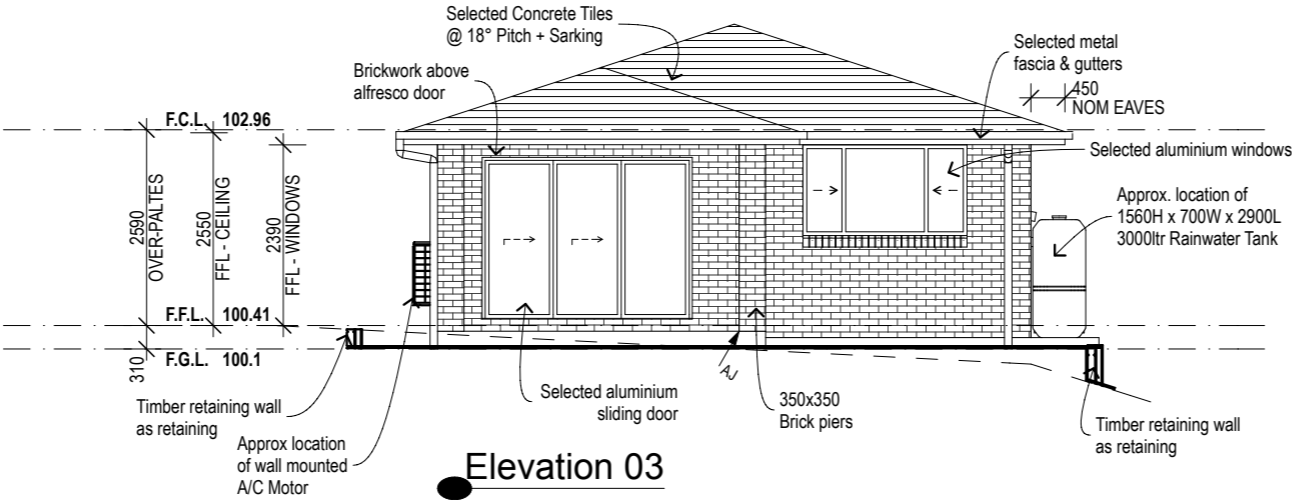 Selected Concrete Tiles
@ 18° Pitch + Sarking
Brickwork above
alfresco door
Selected metal
fascia & gutters
450
NOM EAVES
F.C.L. 102.96
Selected aluminium windows
2590
OVER-PALTES
2550
FFL - CEILING
2390
FFL - WINDOWS
Approx. location of
1560H x 700W x 2900L
3000ltr Rainwater Tank
F.F.L. 100.41
310
F.G.L. 100.1
AJ
Timber retaining wall
as retaining
Approx location
of wall mounted
A/C Motor
Selected aluminium
sliding door
350x350
Brick piers
Timber retaining wall
as retaining
Elevation 03